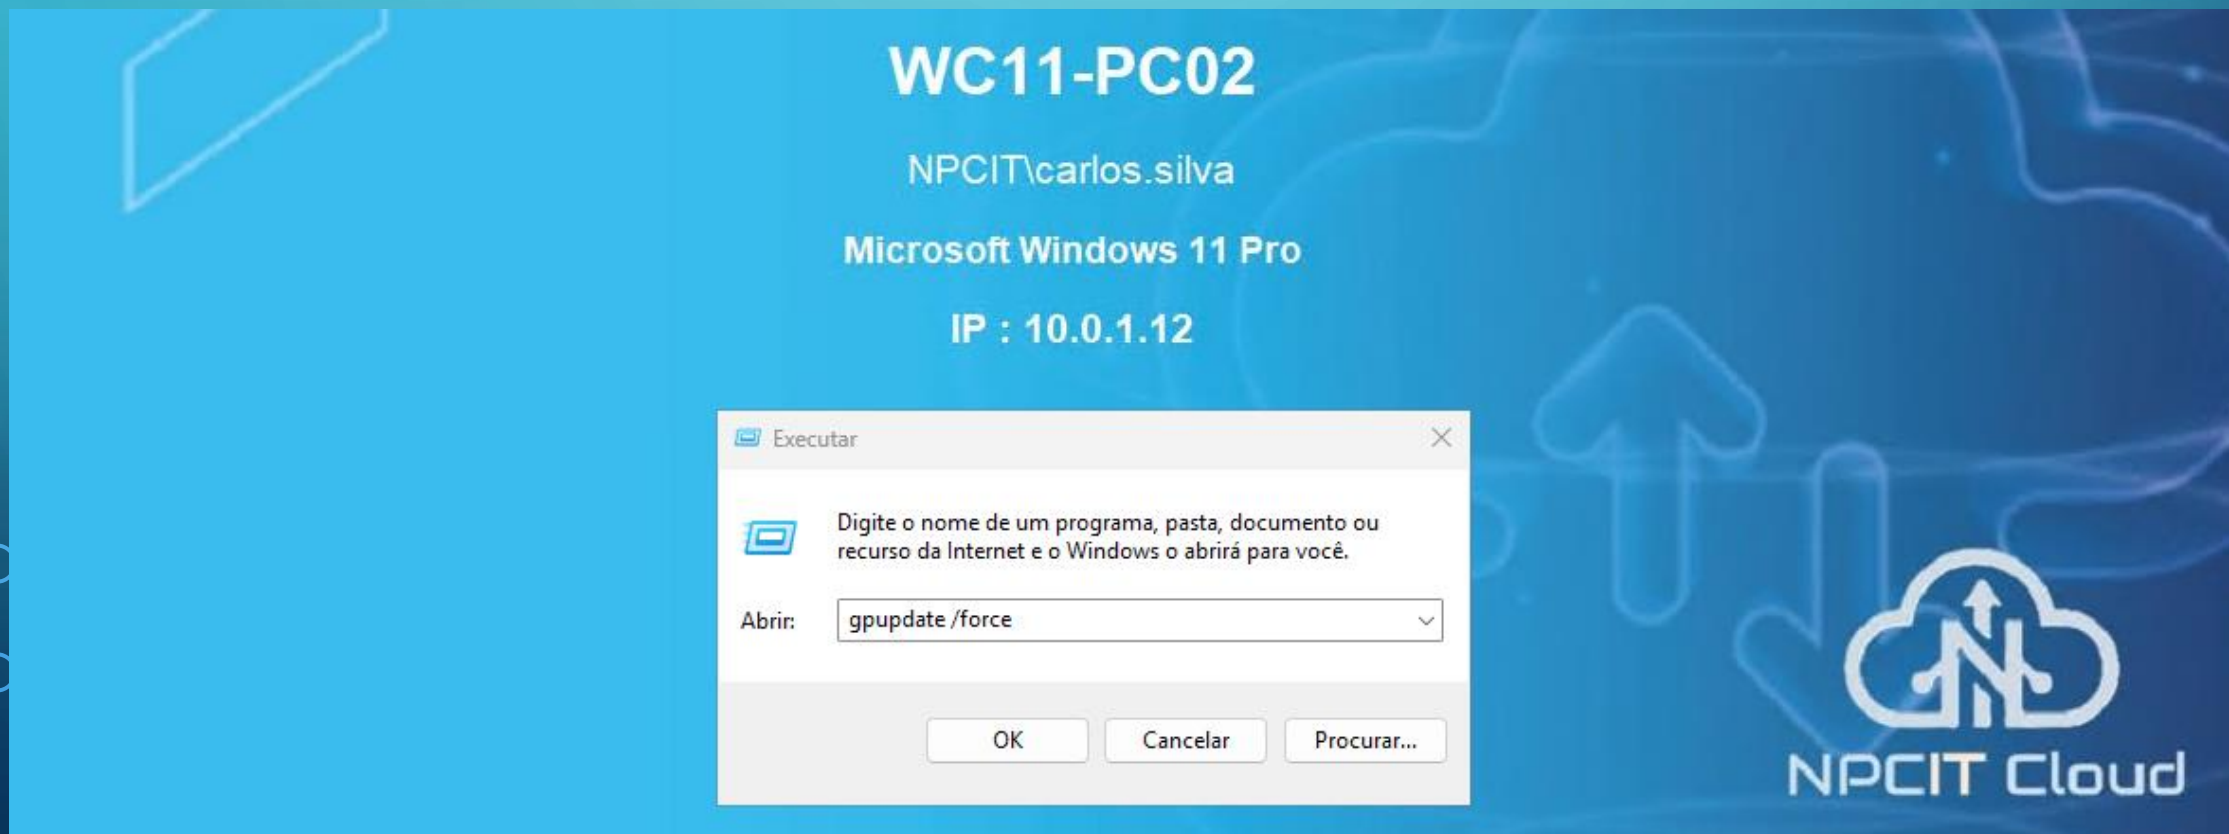 WC11-PC02
NPCIT\carlos.silva
Microsoft Windows 11 Pro
IP : 10.0.1.12
Executar
Digite o nome de um programa, pasta, documento ou
recurso da Internet e o Windows o abrirá para você.
Abrir:
gpupdate /force
OK
Cancelar
Procurar...
NPCIT Cloud